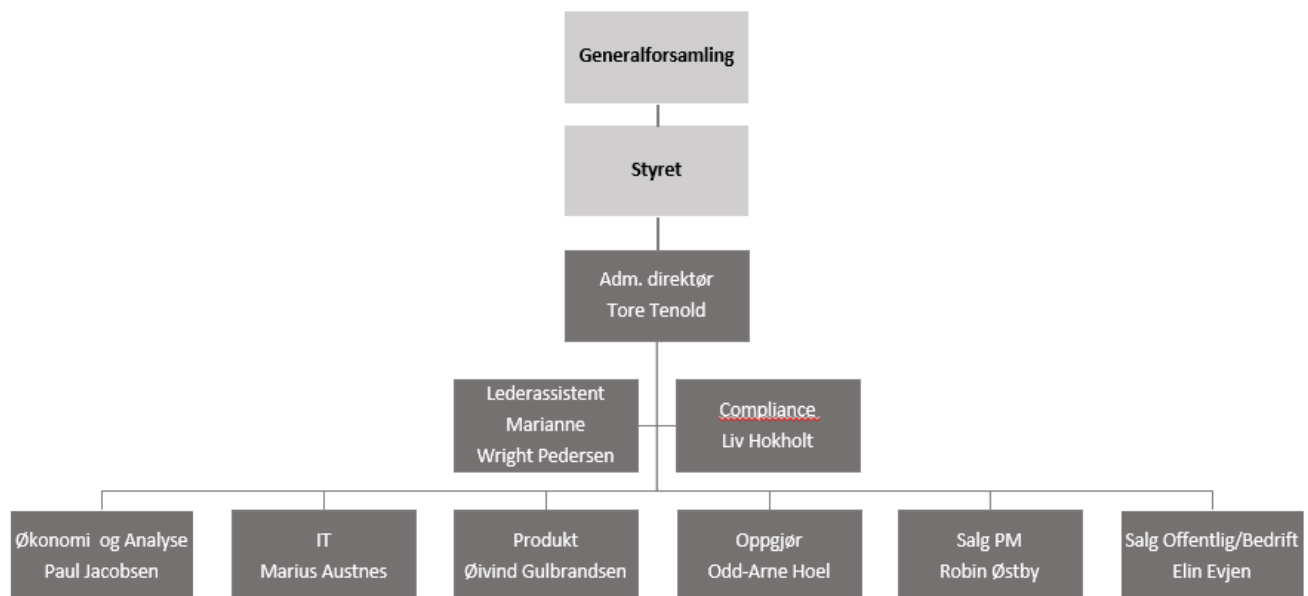 Generalforsamling
Styret
Adm. direktør
Tore Tenold
Lederassistent
Marianne
Wright Pedersen
Compliance
Liv Hokholt
Økonomi og Analyse
Paul Jacobsen
IT
Marius Austnes
Produkt
Øivind Gulbrandsen
Oppgjør
Odd-Arne Hoel
Salg PM
Robin Østby
Salg Offentlig/Bedrift
Elin Evjen